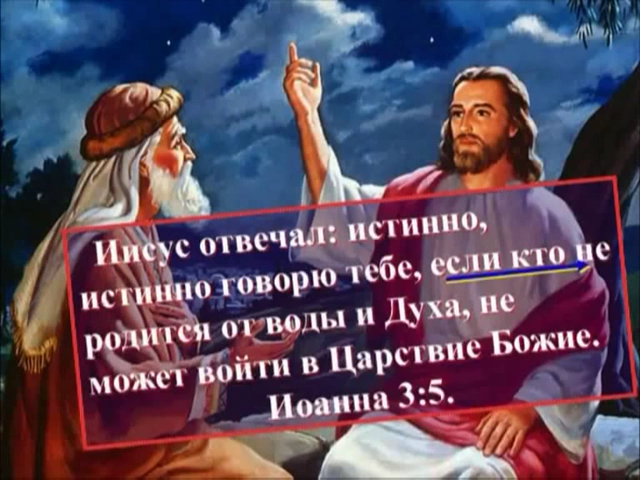 Иисус отвечал: истинно,
истинно говорю тебе, если кто не
родится от воды и Духа, не
может войти в Царствие Божие.
Иоанна 3:5.